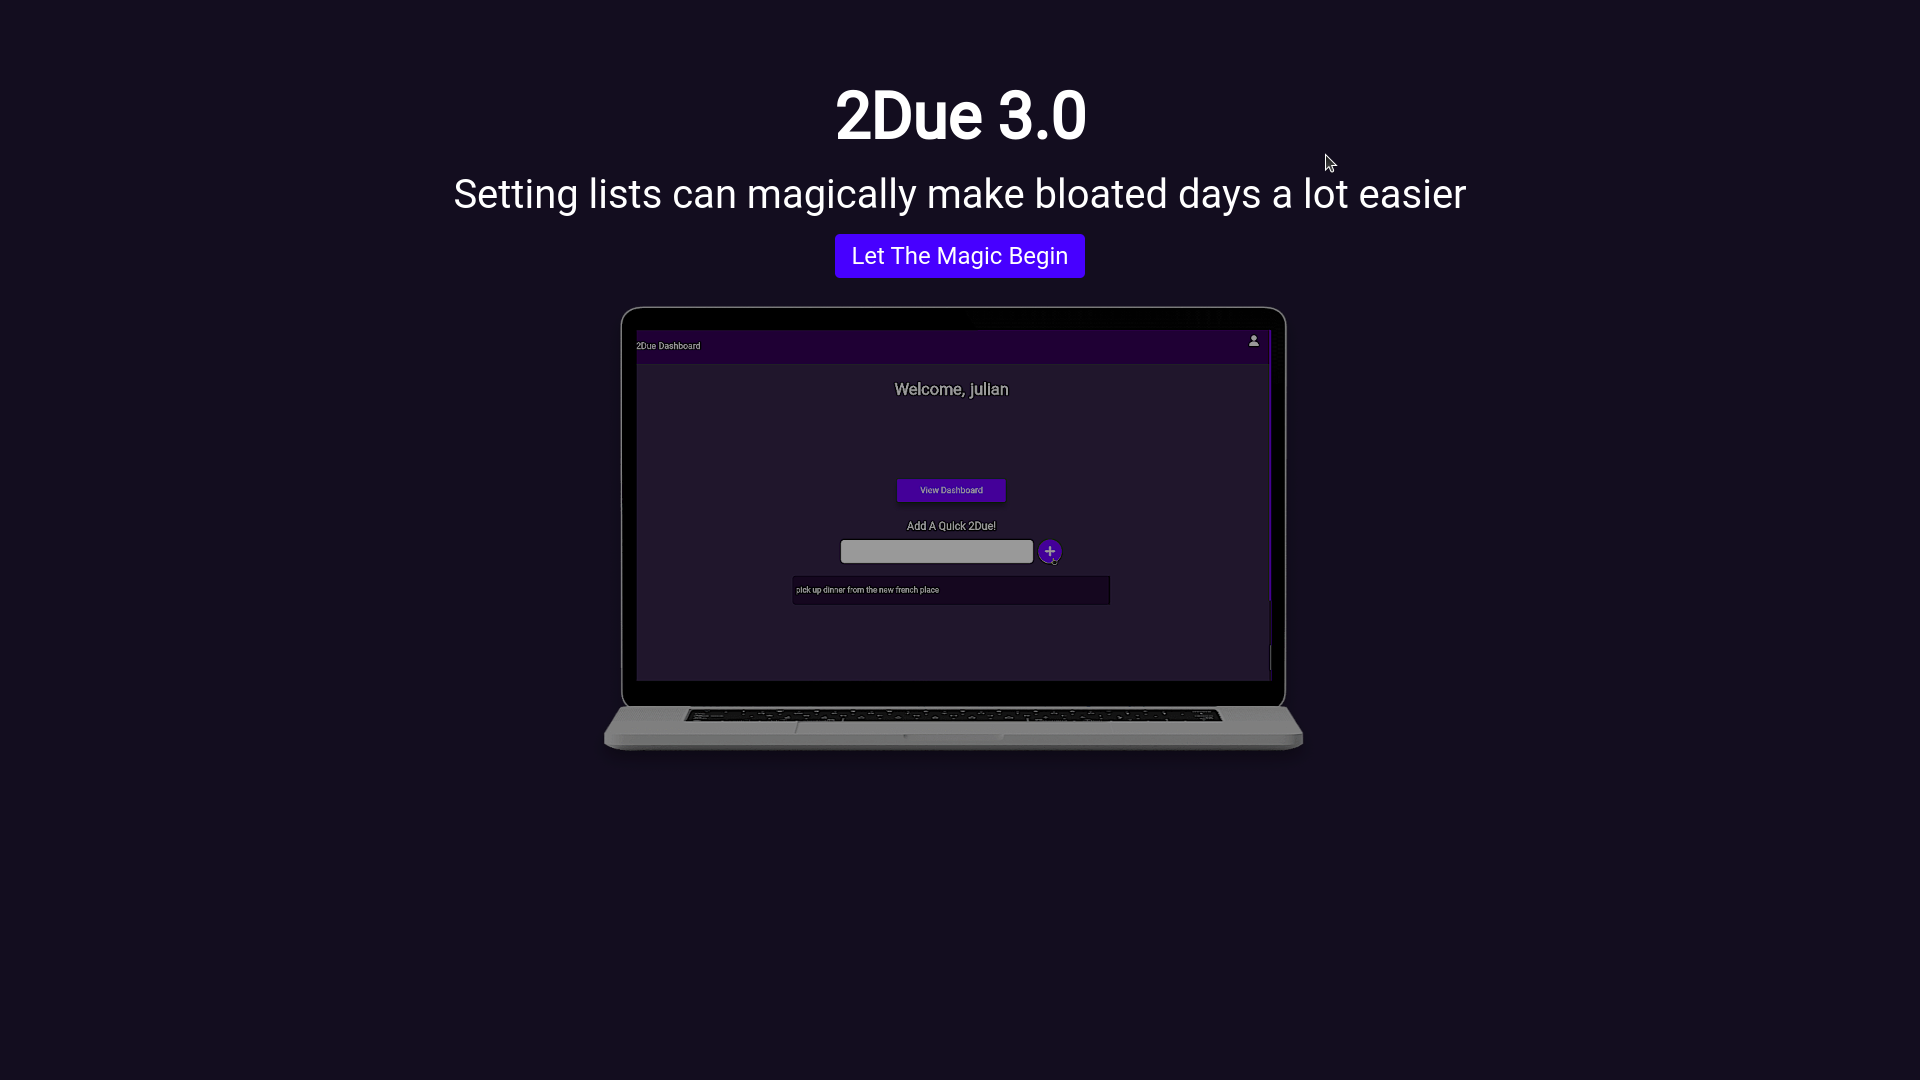 2Due 3.0
Setting lists can magically make bloated days a lot easier
Let The Magic Begin
2Due Dashboard
Welcome, julian
View Dashboard
Add A Quick 2Due!
+
pick up dinner from the new french place